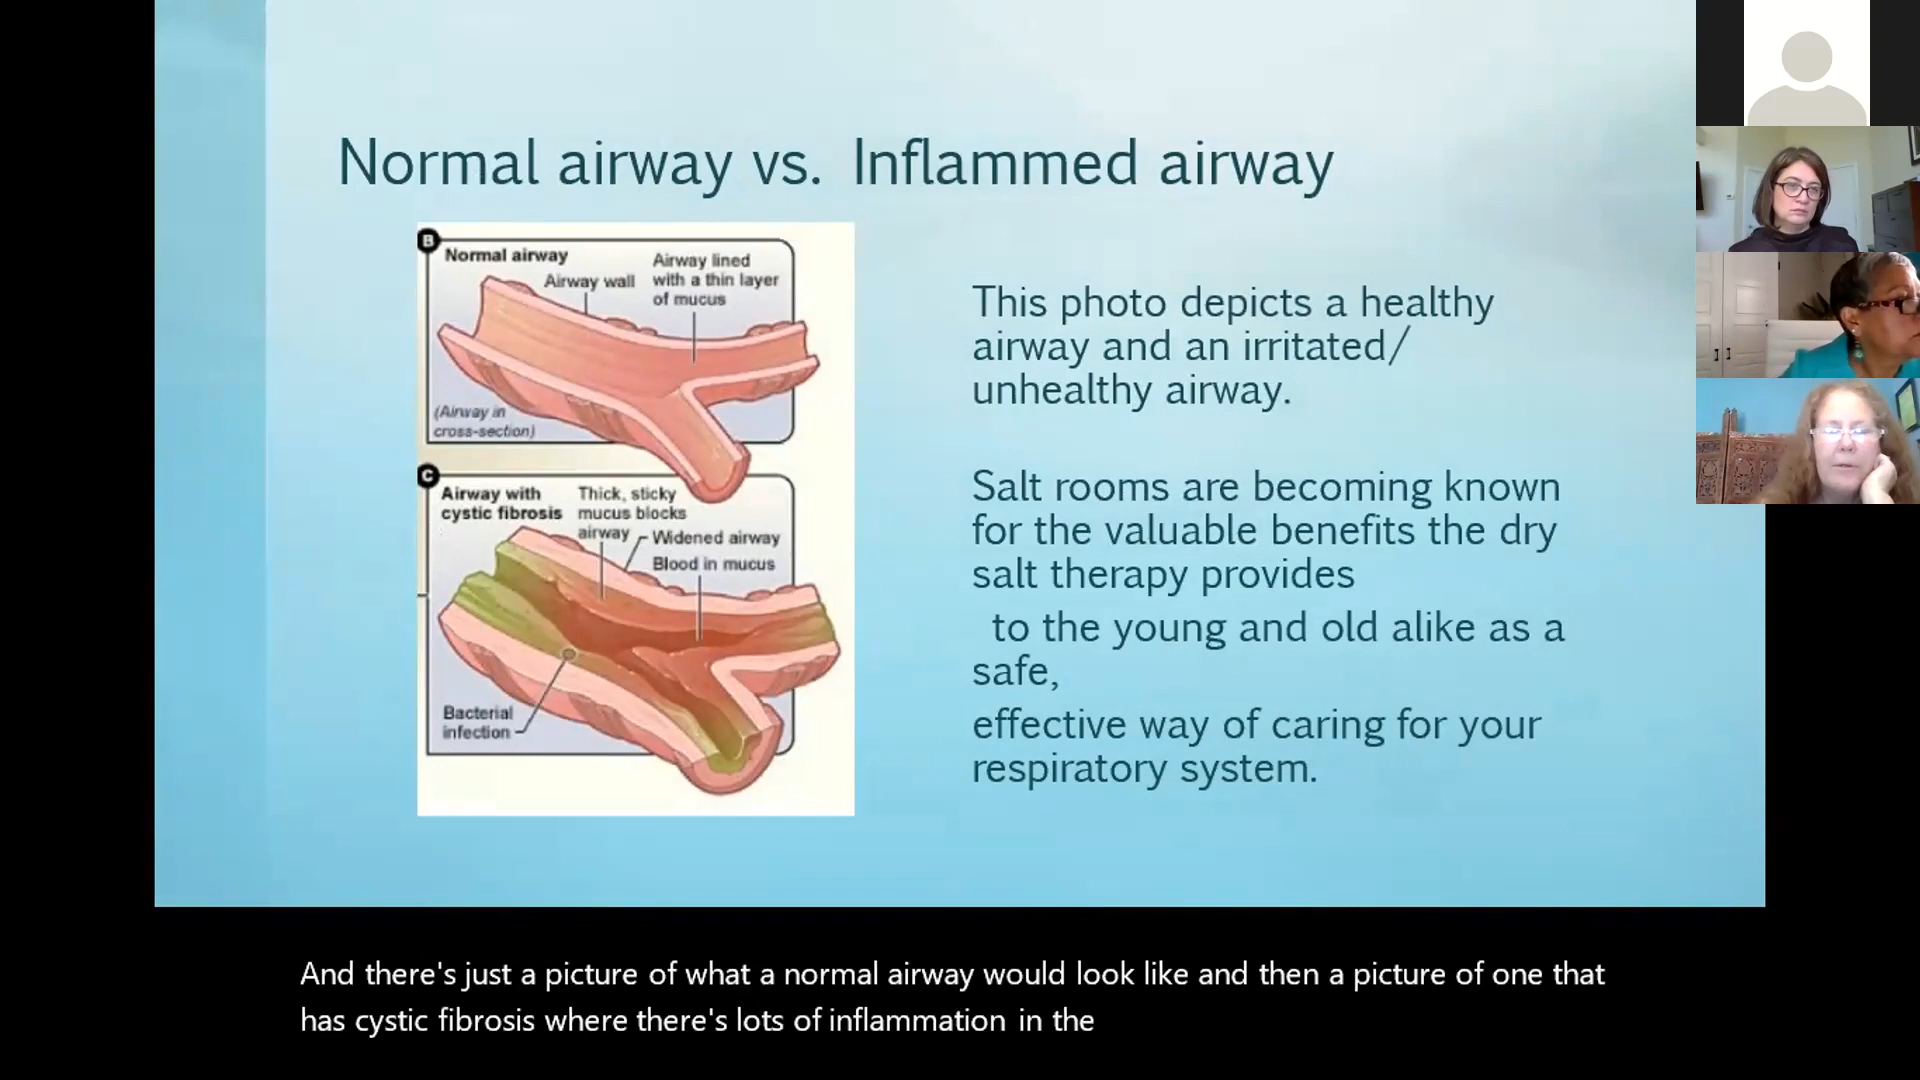 Normal airway vs. Inflammed airway
B
Normal airway
Airway wall
Airway lined
with a thin layer
of mucus
(Airway in
cross-section)
C
Airway with
cystic fibrosis
Thick, sticky
mucus blocks
airway
Widened airway
Blood in mucus
Bacterial
infection
This photo depicts a healthy
airway and an irritated/
unhealthy airway.
Salt rooms are becoming known
for the valuable benefits the dry
salt therapy provides
to the young and old alike as a
safe,
effective way of caring for your
respiratory system.
And there's just a picture of what a normal airway would look like and then a picture of one that
has cystic fibrosis where there's lots of inflammation in the